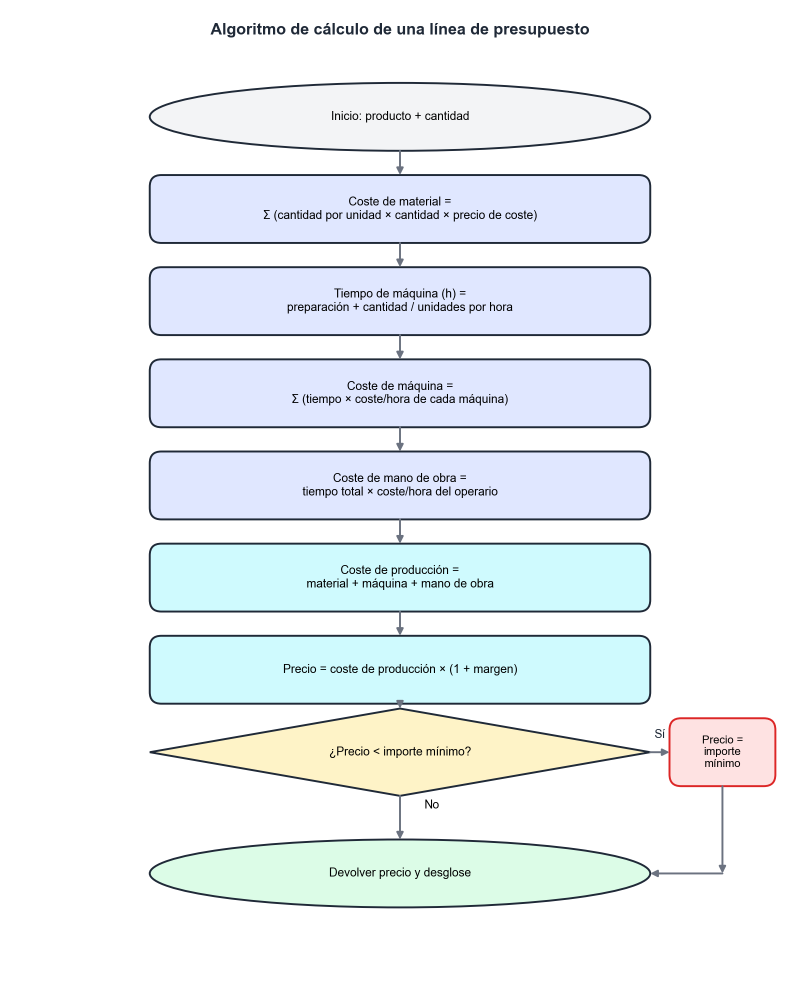 Algoritmo de cálculo de una línea de presupuesto
Inicio: producto + cantidad
Coste de material =
Σ (cantidad por unidad × cantidad × precio de coste)
Tiempo de máquina (h) =
preparación + cantidad / unidades por hora
Coste de máquina =
Σ (tiempo × coste/hora de cada máquina)
Coste de mano de obra =
tiempo total × coste/hora del operario
Coste de producción =
material + máquina + mano de obra
Precio = coste de producción × (1 + margen)
¿Precio < importe mínimo?
Sí
Precio =
importe
mínimo
No
Devolver precio y desglose